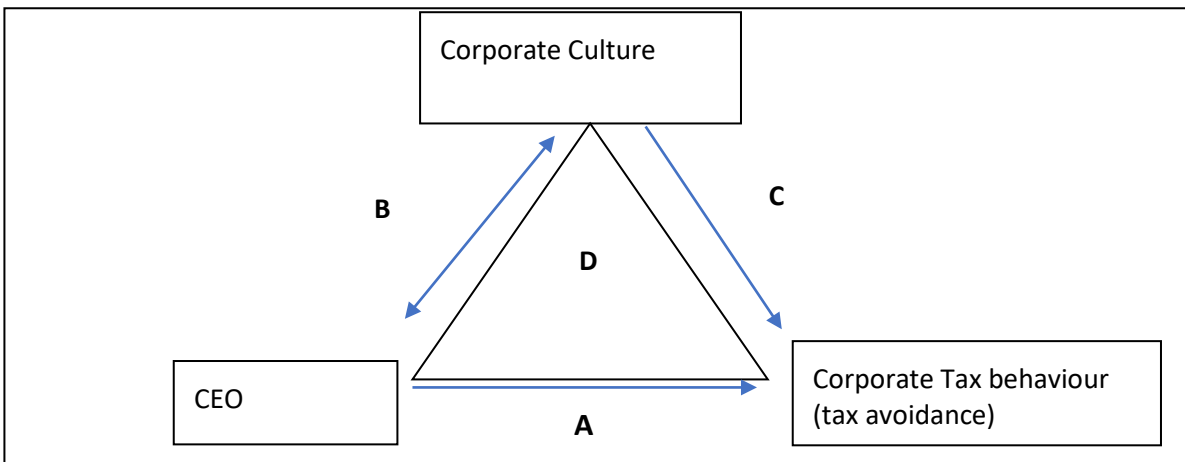 Corporate Culture
B
C
D
CEO
Corporate Tax behaviour
(tax avoidance)
A